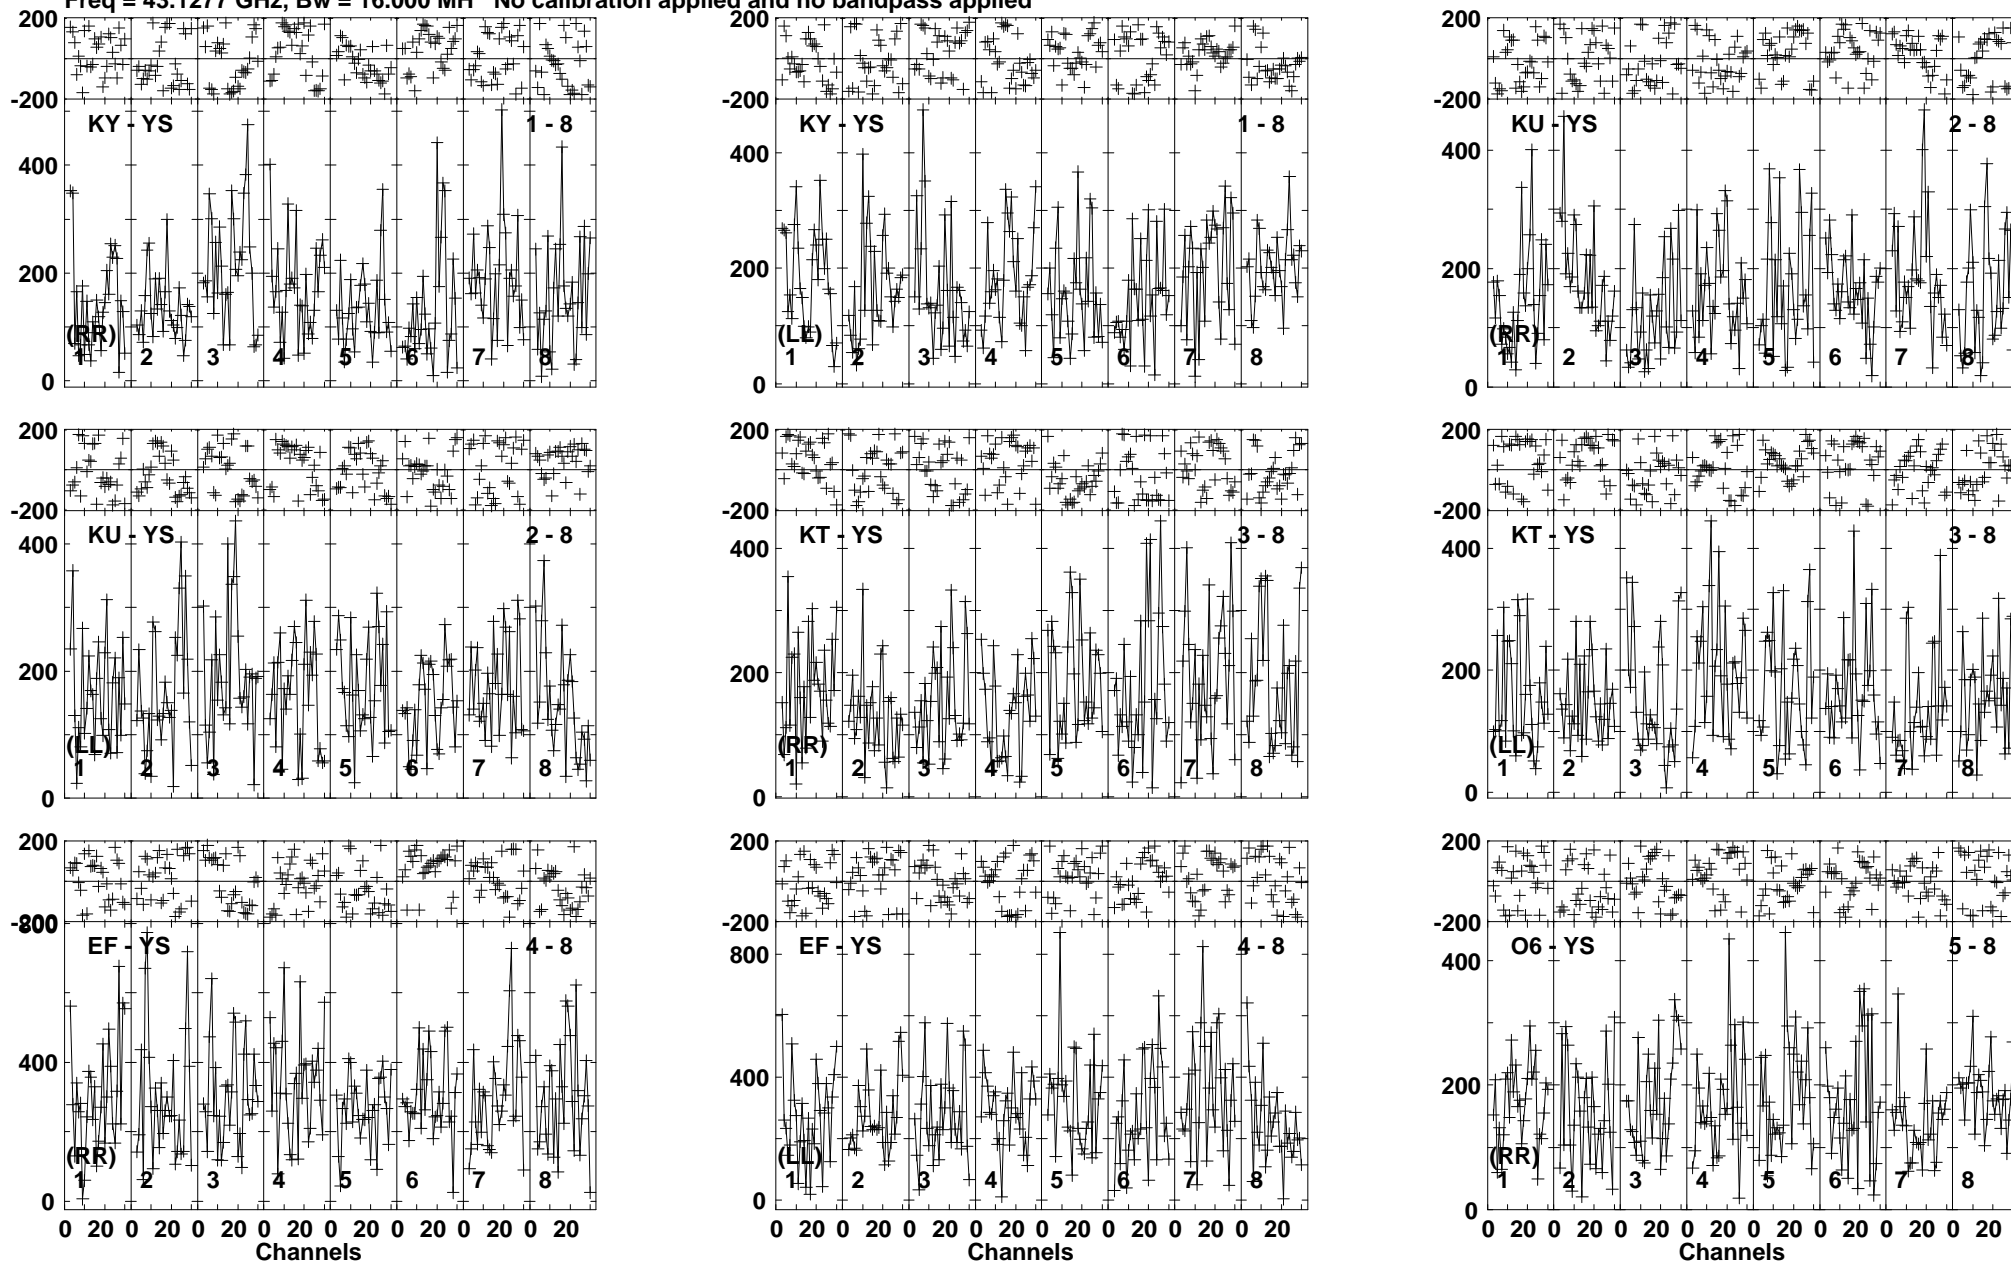 Freq = 43.1277 GHz, Bw = 16.000 MH No calibration applied and no bandpass applied
200 200 200
-200 -200 -200
KY - YS 1 - 8 KY - YS 1 - 8 KU - YS 2 - 8
400 400 400
200 200 200
(RR) (LL) (RR)
1 2 3 4 5 6 7 8 1 2 3 4 5 6 7 8 1 2 3 4 5 6 7 8
0 0 0
200 200 200
-200 -200 -200
KU - YS 2 - 8 KT - YS 3 - 8 KT - YS 3 - 8
400 400 400
200 200 200
(LL) (RR) (LL)
1 2 3 4 5 6 7 8 1 2 3 4 5 6 7 8 1 2 3 4 5 6 7 8
0 0 0
200 200 200
-200 -200 -200
800
EF - YS 4 - 8 EF - YS 4 - 8 O6 - YS 5 - 8
800 400
400 400 200
(RR) (LL) (RR)
1 2 3 4 5 6 7 8 1 2 3 4 5 6 7 8 1 2 3 4 5 6 7 8
0 0 0
0 20 0 20 0 20 0 20 0 20 0 20 0 20 0 20 0 20 0 20 0 20 0 20 0 20 0 20 0 20 0 20 0 20 0 20 0 20 0 20 0 20 0 20 0 20 0 20
Channels Channels Channels